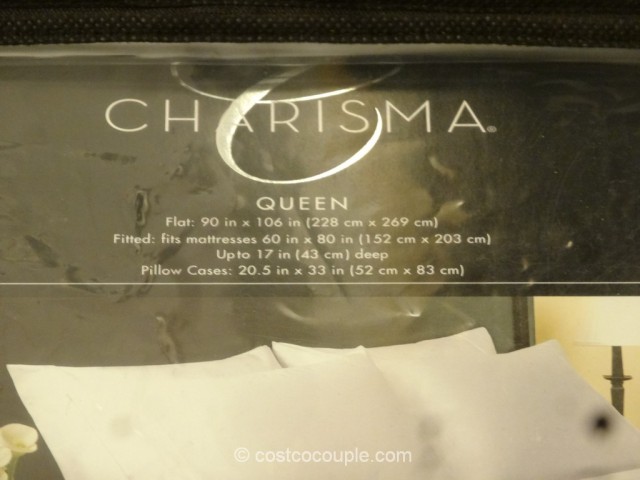 CHARISMA®
QUEEN
Flat: 90 in x 106 in (228 cm x 269 cm)
Fitted: fits mattresses 60 in x 80 in (152 cm x 203 cm)
Up to 17 in (43 cm) deep
Pillow Cases: 20.5 in x 33 in (52 cm x 83 cm)
© costcocouple.com